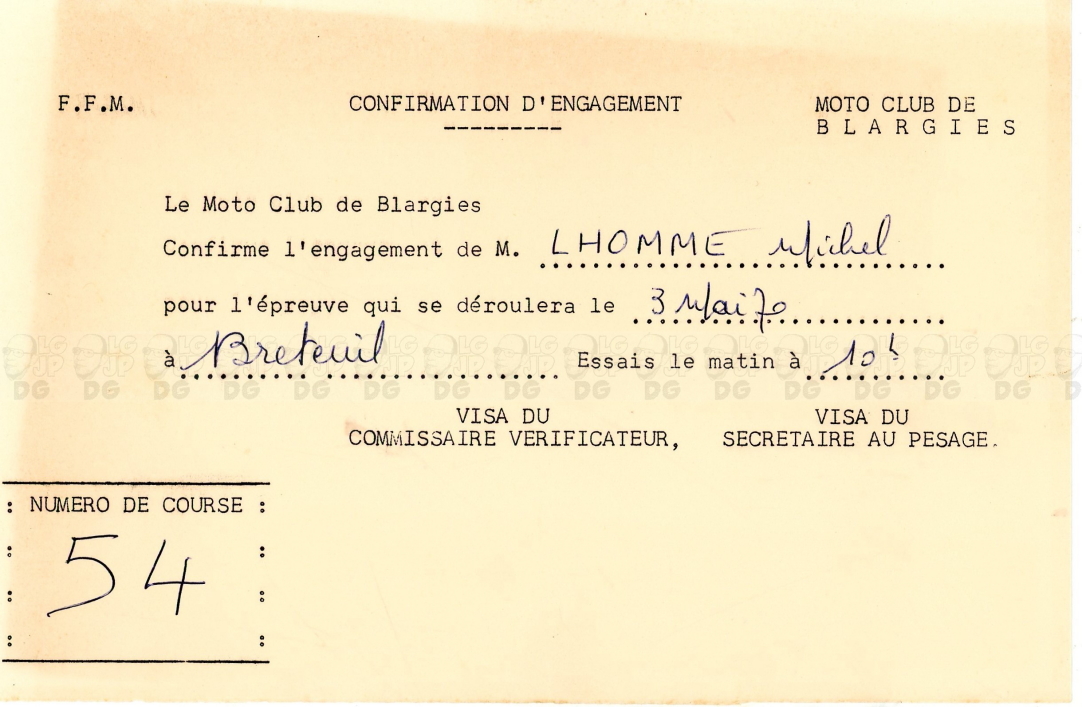 F.F.M. CONFIRMATION D'ENGAGEMENT MOTO CLUB DE
--------- BLARGIES
Le Moto Club de Blargies
Confirme l'engagement de M. LHOMME Michel
pour l'épreuve qui se déroulera le 3 Mai 70
à Breteuil Essais le matin à 10h
VISA DU VISA DU
COMMISSAIRE VERIFICATEUR, SECRETAIRE AU PESAGE.
: NUMERO DE COURSE :
54